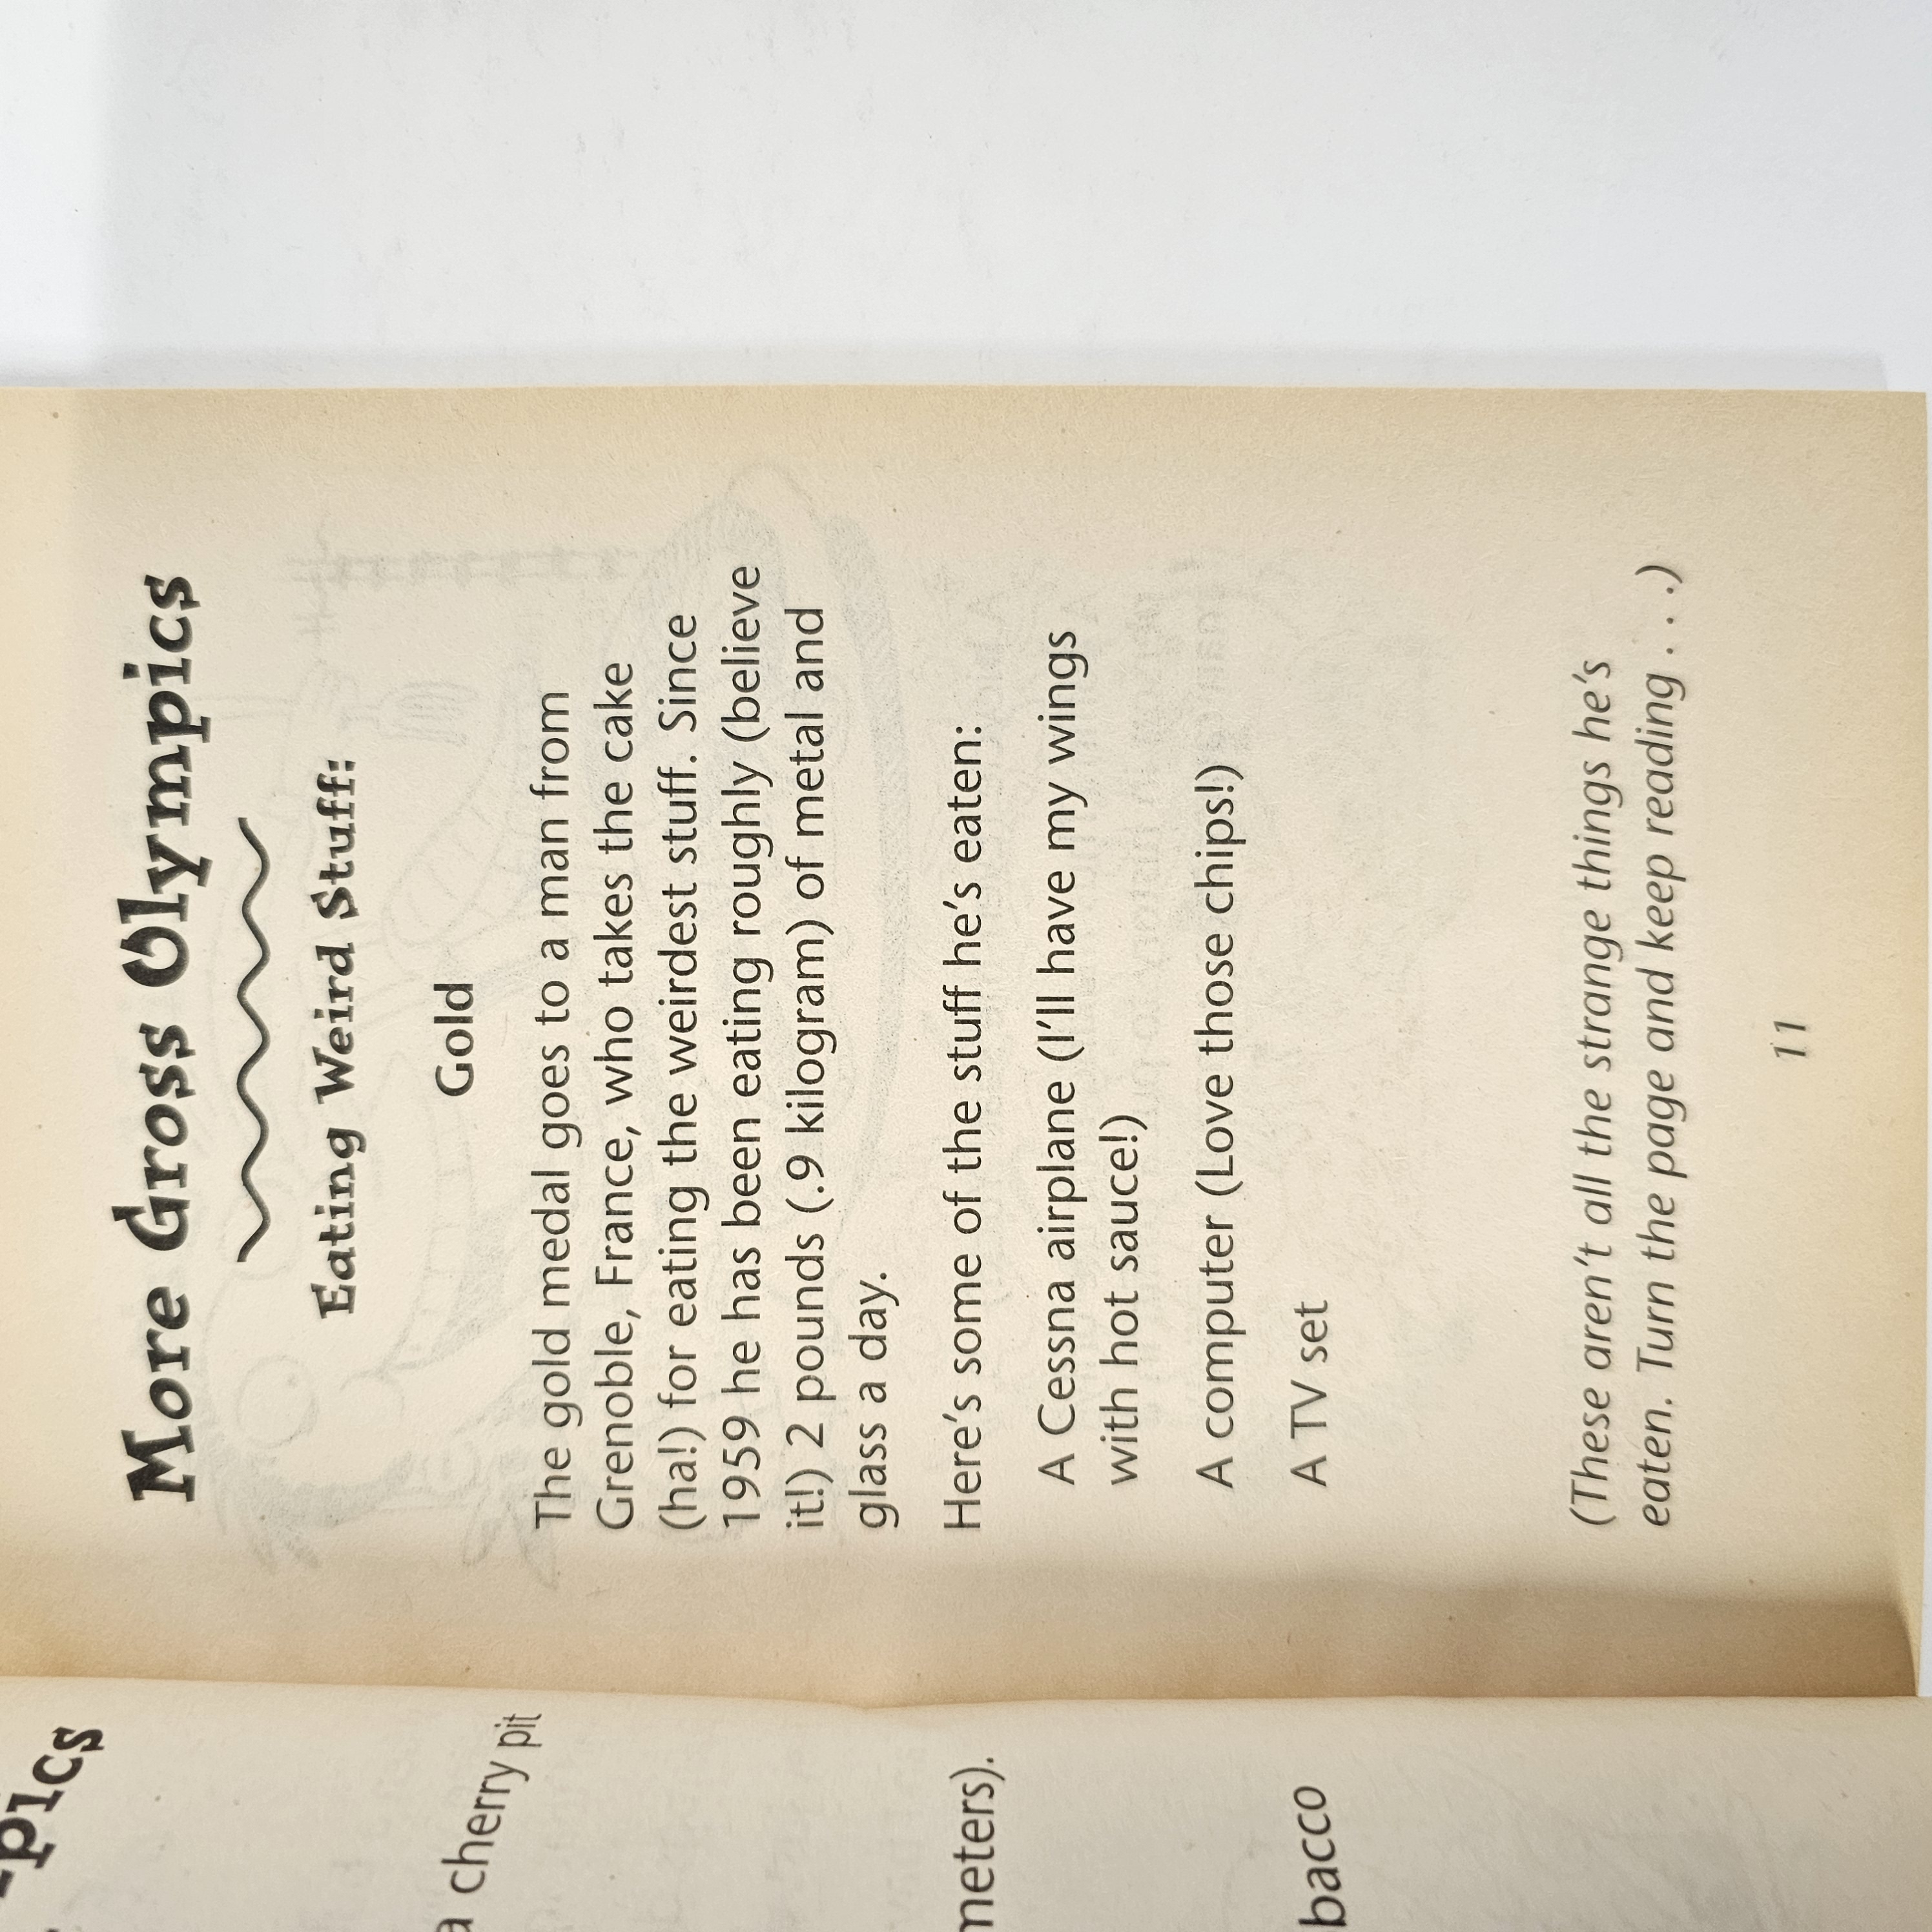 pics
a cherry pit
meters).
bacco
More Gross Olympics
Eating Weird Stuff:
Gold
The gold medal goes to a man from
Grenoble, France, who takes the cake
(ha!) for eating the weirdest stuff. Since
1959 he has been eating roughly (believe
it!) 2 pounds (.9 kilogram) of metal and
glass a day.
Here’s some of the stuff he’s eaten:
A Cessna airplane (I’ll have my wings
with hot sauce!)
A computer (Love those chips!)
A TV set
(These aren’t all the strange things he’s
eaten. Turn the page and keep reading . . .)
11